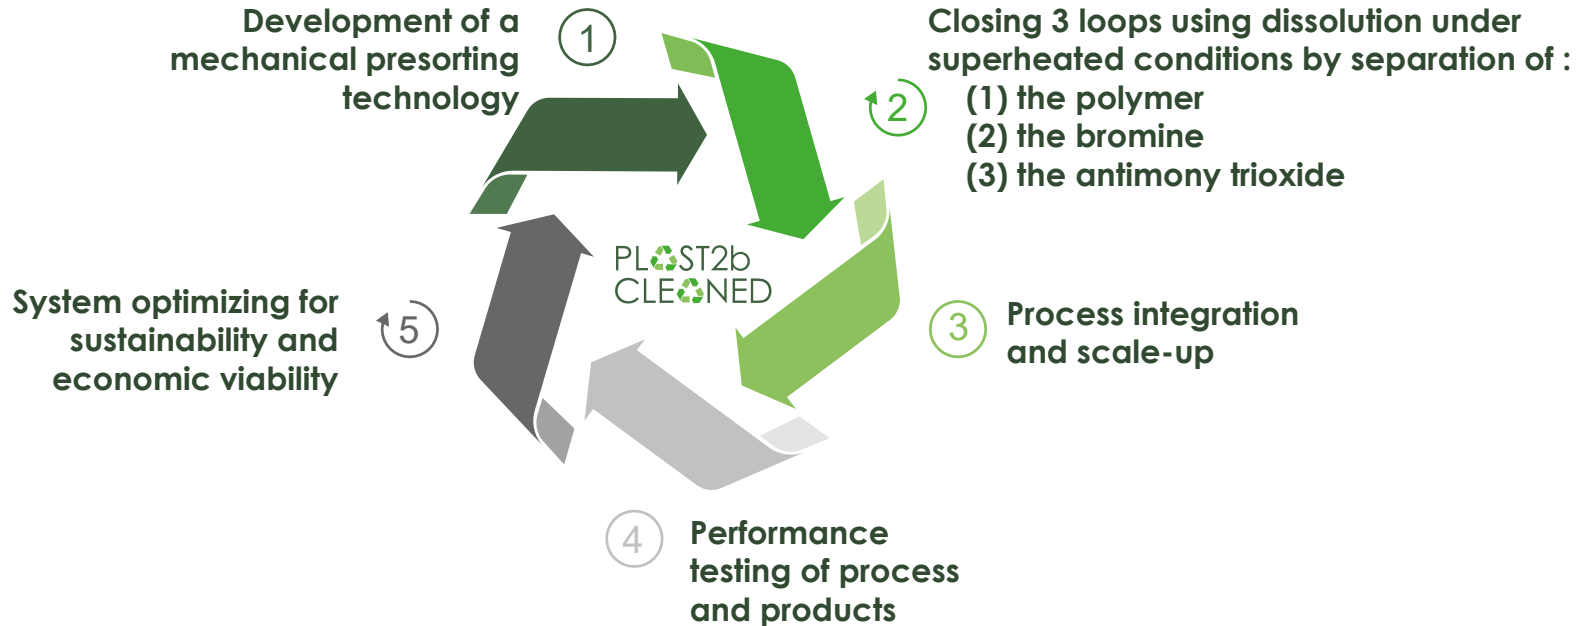 Development of a
mechanical presorting
technology
1
Closing 3 loops using dissolution under
superheated conditions by separation of :
(1) the polymer
(2) the bromine
(3) the antimony trioxide
2
PLAST2b
CLEANED
3
Process integration
and scale-up
4
Performance
testing of process
and products
5
System optimizing for
sustainability and
economic viability